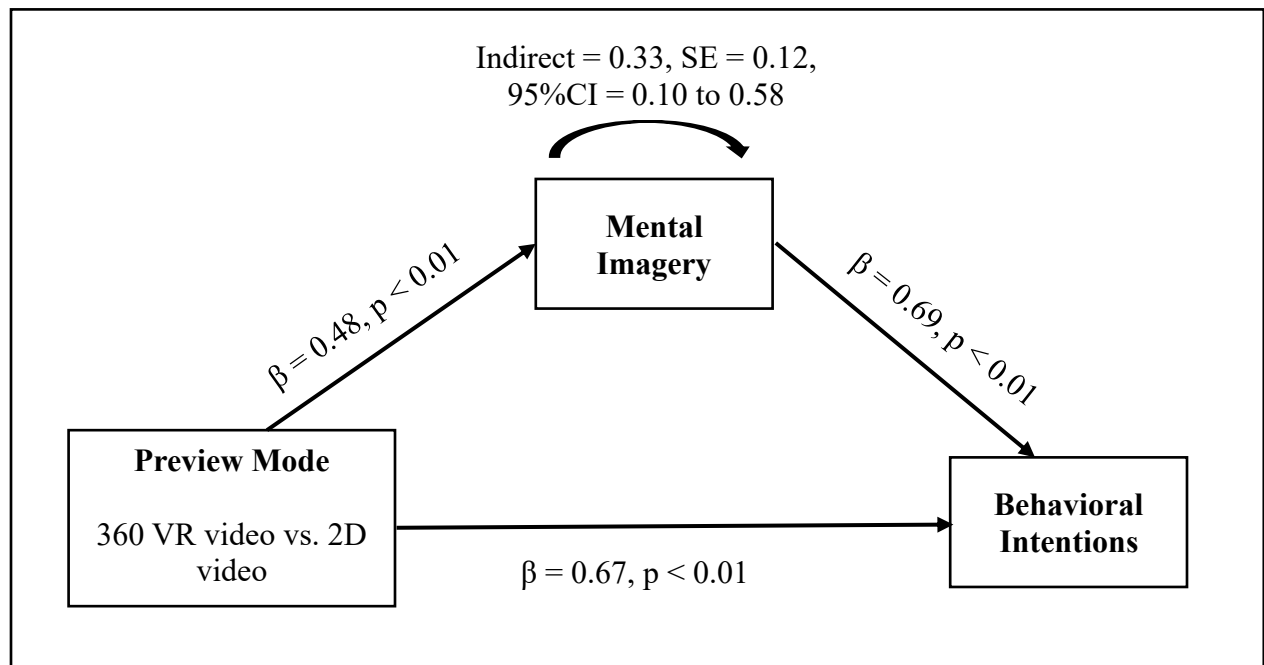 Indirect = 0.33, SE = 0.12,
95%CI = 0.10 to 0.58
Mental
Imagery
β = 0.48, p < 0.01
β = 0.69, p < 0.01
Preview Mode
360 VR video vs. 2D
video
Behavioral
Intentions
β = 0.67, p < 0.01